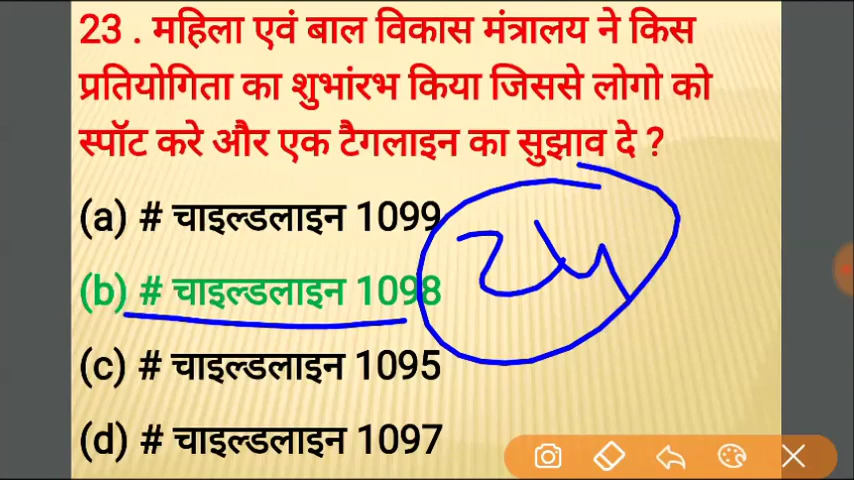 23 . महिला एवं बाल विकास मंत्रालय ने किस
प्रतियोगिता का शुभांरभ किया जिससे लोगो को
स्पॉट करे और एक टैगलाइन का सुझाव दे ?
(a) # चाइल्डलाइन 1099
(b) # चाइल्डलाइन 1098
(c) # चाइल्डलाइन 1095
(d) # चाइल्डलाइन 1097